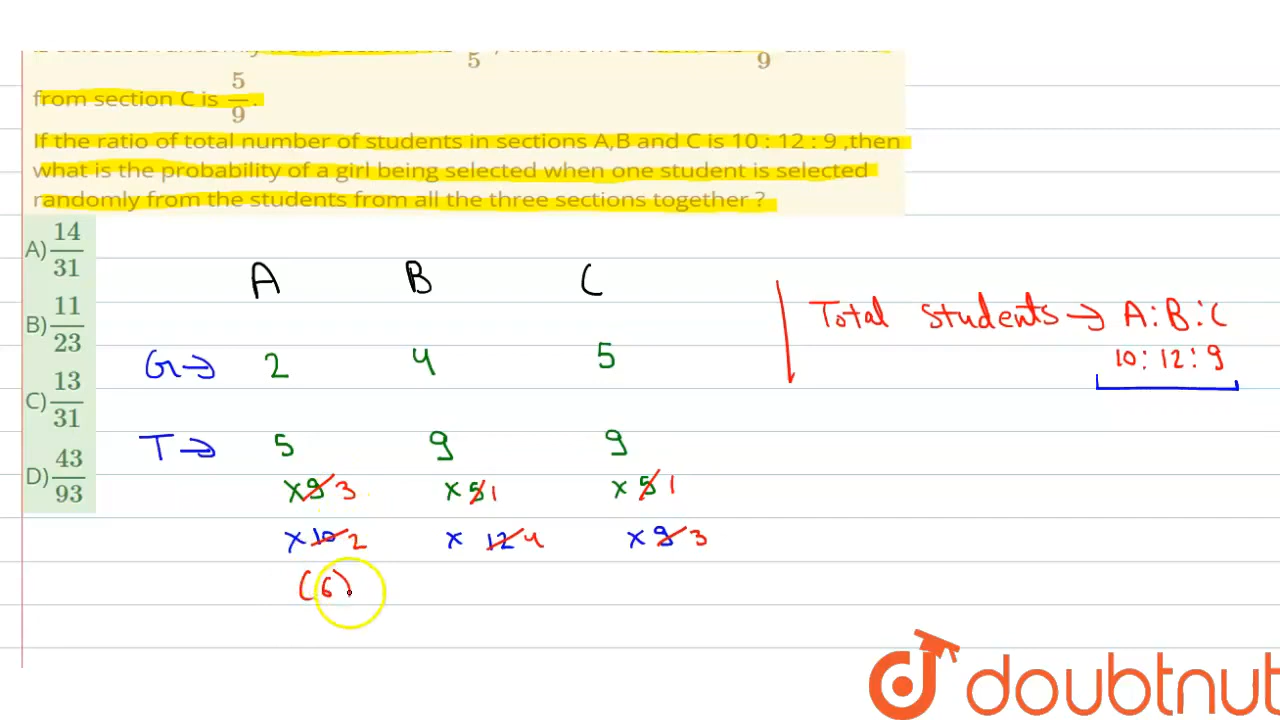 5 9
from section C is 5/9.
If the ratio of total number of students in sections A,B and C is 10 : 12 : 9 ,then
what is the probability of a girl being selected when one student is selected
randomly from the students from all the three sections together ?
A) 14/31
B) 11/23
C) 13/31
D) 43/93
A B C
G→ 2 4 5
T→ 5 9 9
×9 3 ×5 1 ×5 1
×10 2 × 12 4 ×9 3
(6)
Total students → A:B:C
10:12:9
doubtnut